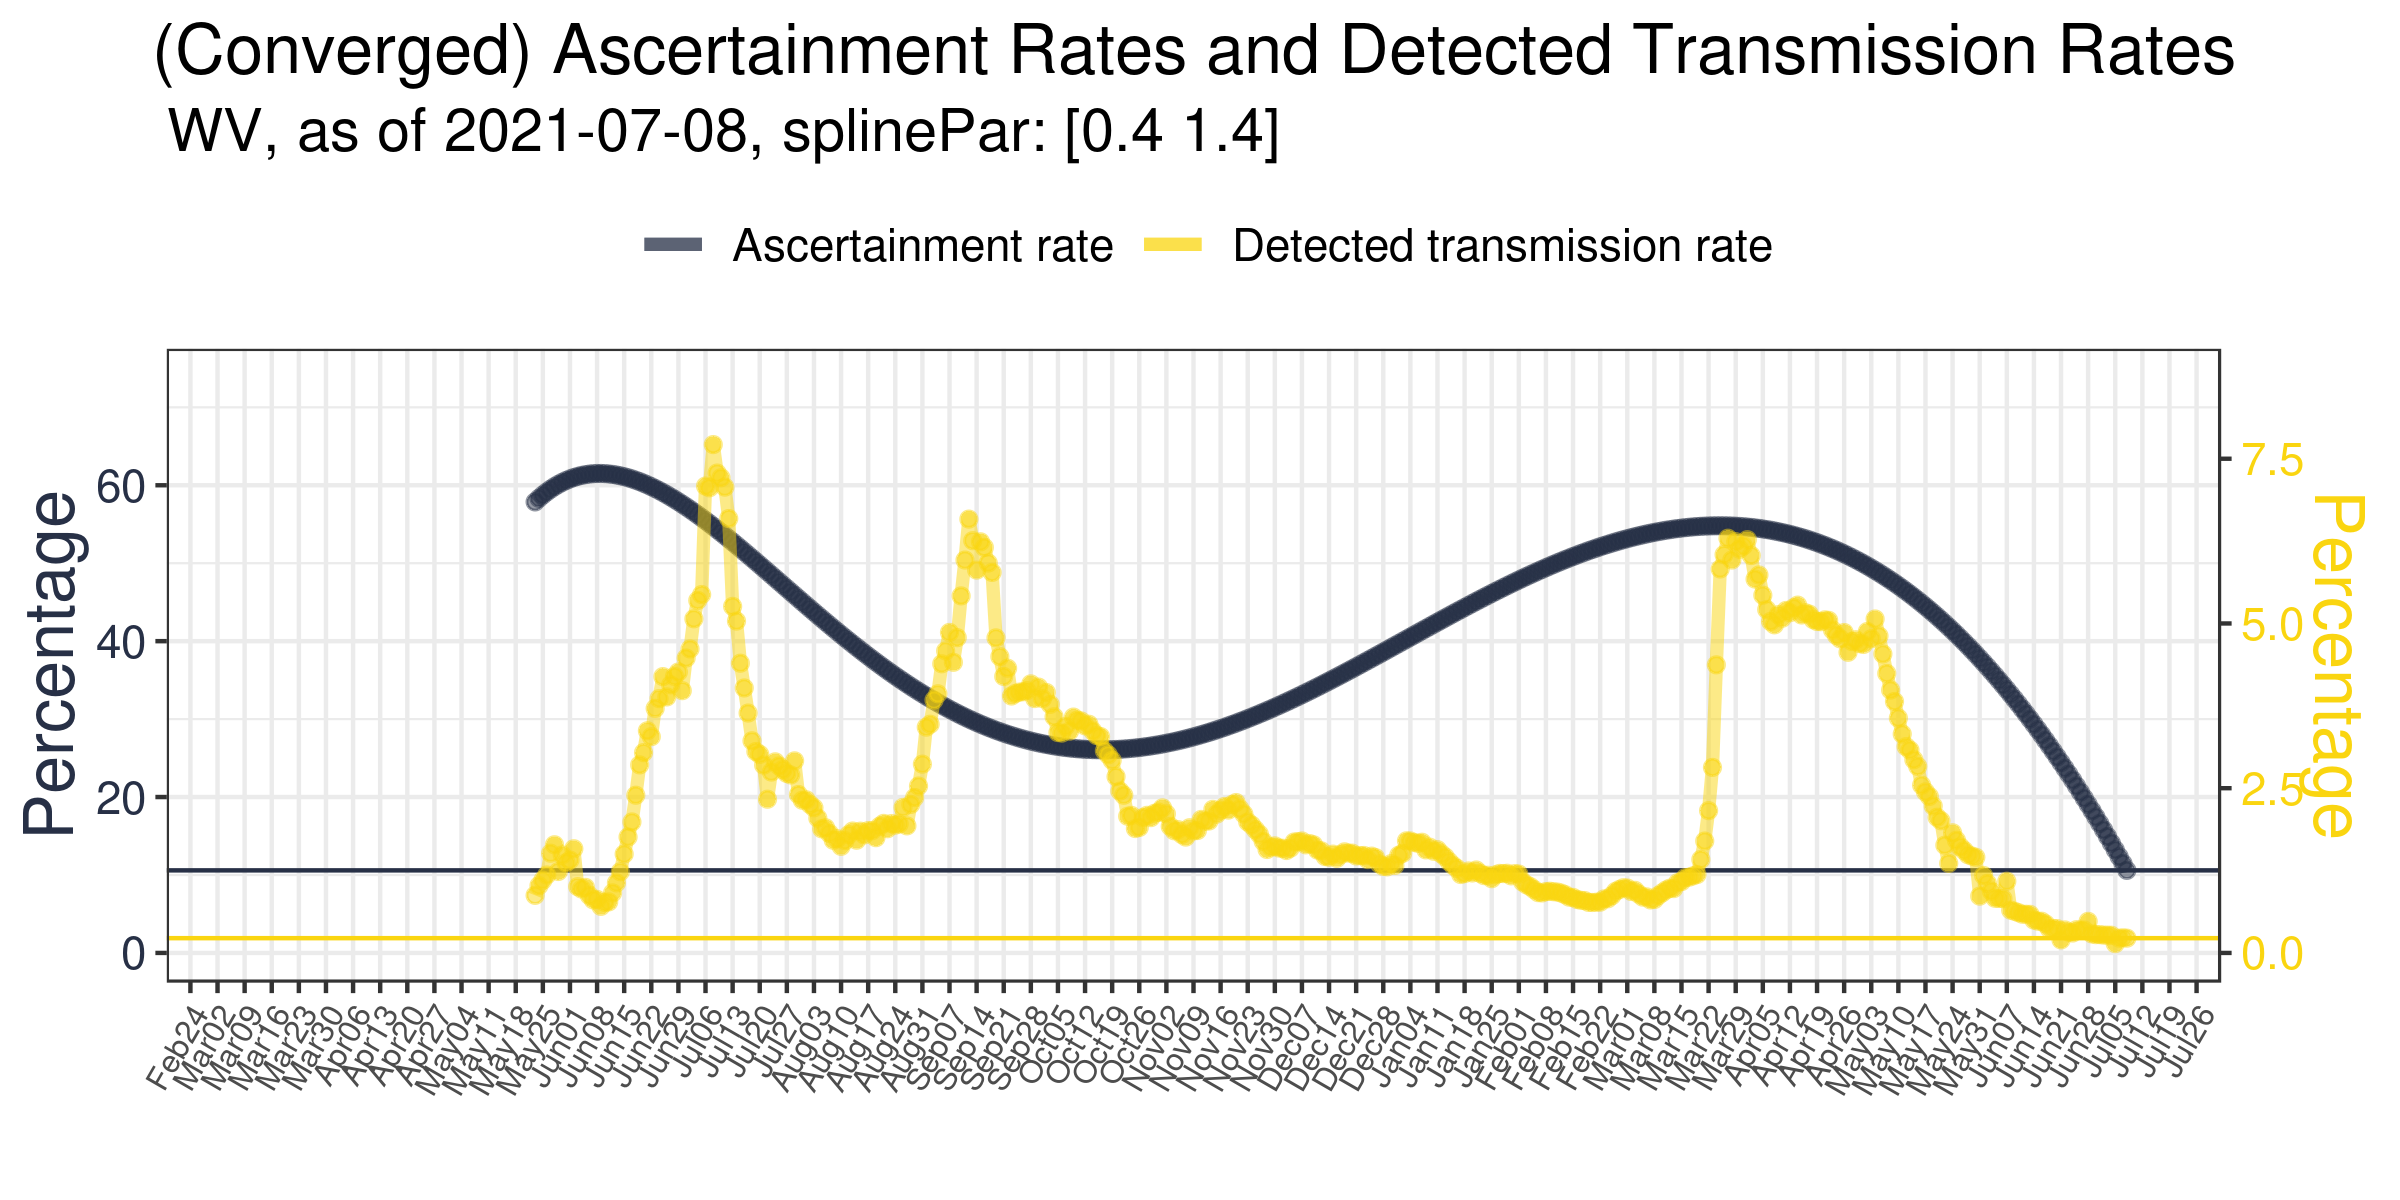 (Converged) Ascertainment Rates and Detected Transmission Rates
WV, as of 2021-07-08, splinePar: [0.4 1.4]
Ascertainment rate
Detected transmission rate
Percentage
60
40
20
0
7.5
5.0
2.5
0.0
Percentage
Feb24
Mar02
Mar09
Mar16
Mar23
Mar30
Apr06
Apr13
Apr20
Apr27
May04
May11
May18
May25
Jun01
Jun08
Jun15
Jun22
Jun29
Jul06
Jul13
Jul20
Jul27
Aug03
Aug10
Aug17
Aug24
Aug31
Sep07
Sep14
Sep21
Sep28
Oct05
Oct12
Oct19
Oct26
Nov02
Nov09
Nov16
Nov23
Nov30
Dec07
Dec14
Dec21
Dec28
Jan04
Jan11
Jan18
Jan25
Feb01
Feb08
Feb15
Feb22
Mar01
Mar08
Mar15
Mar22
Mar29
Apr05
Apr12
Apr19
Apr26
May03
May10
May17
May24
May31
Jun07
Jun14
Jun21
Jun28
Jul05
Jul12
Jul19
Jul26